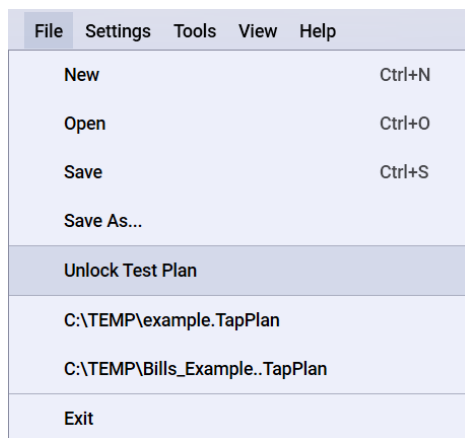 File Settings Tools View Help
New Ctrl+N
Open Ctrl+O
Save Ctrl+S
Save As...
Unlock Test Plan
C:\TEMP\example.TapPlan
C:\TEMP\Bills_Example..TapPlan
Exit